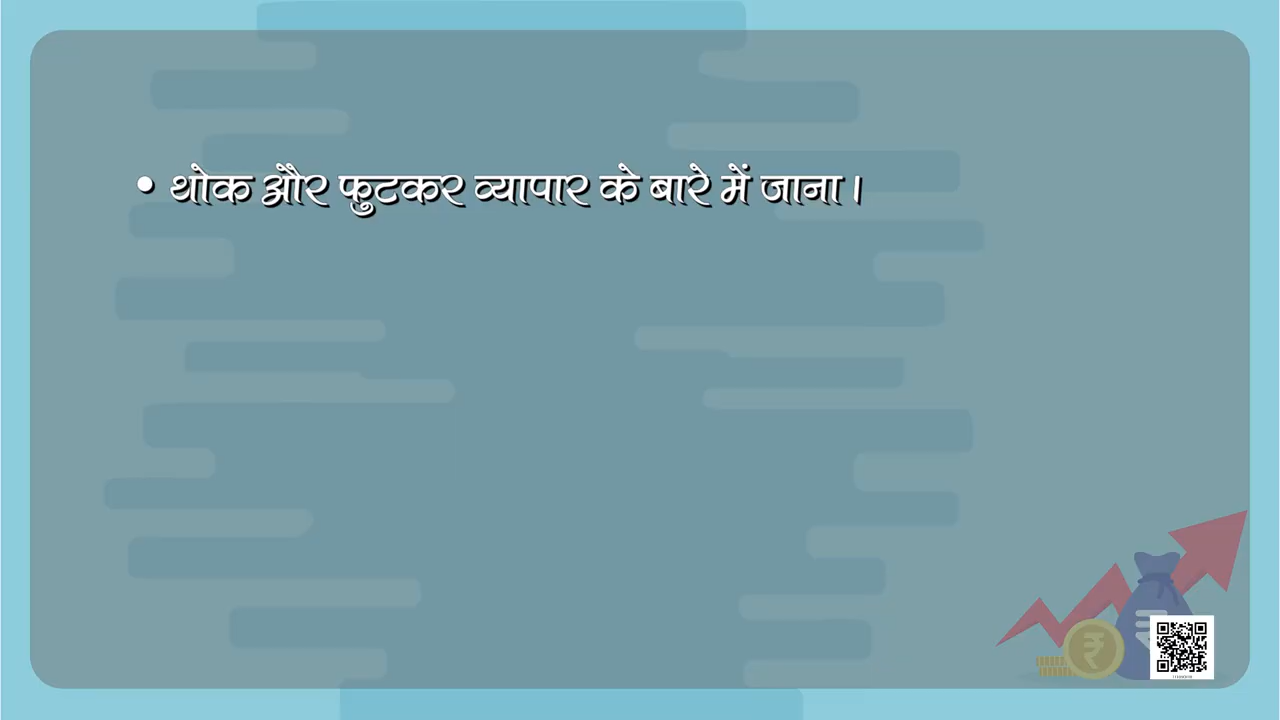 • थोक और फुटकर व्यापार के बारे में जाना।